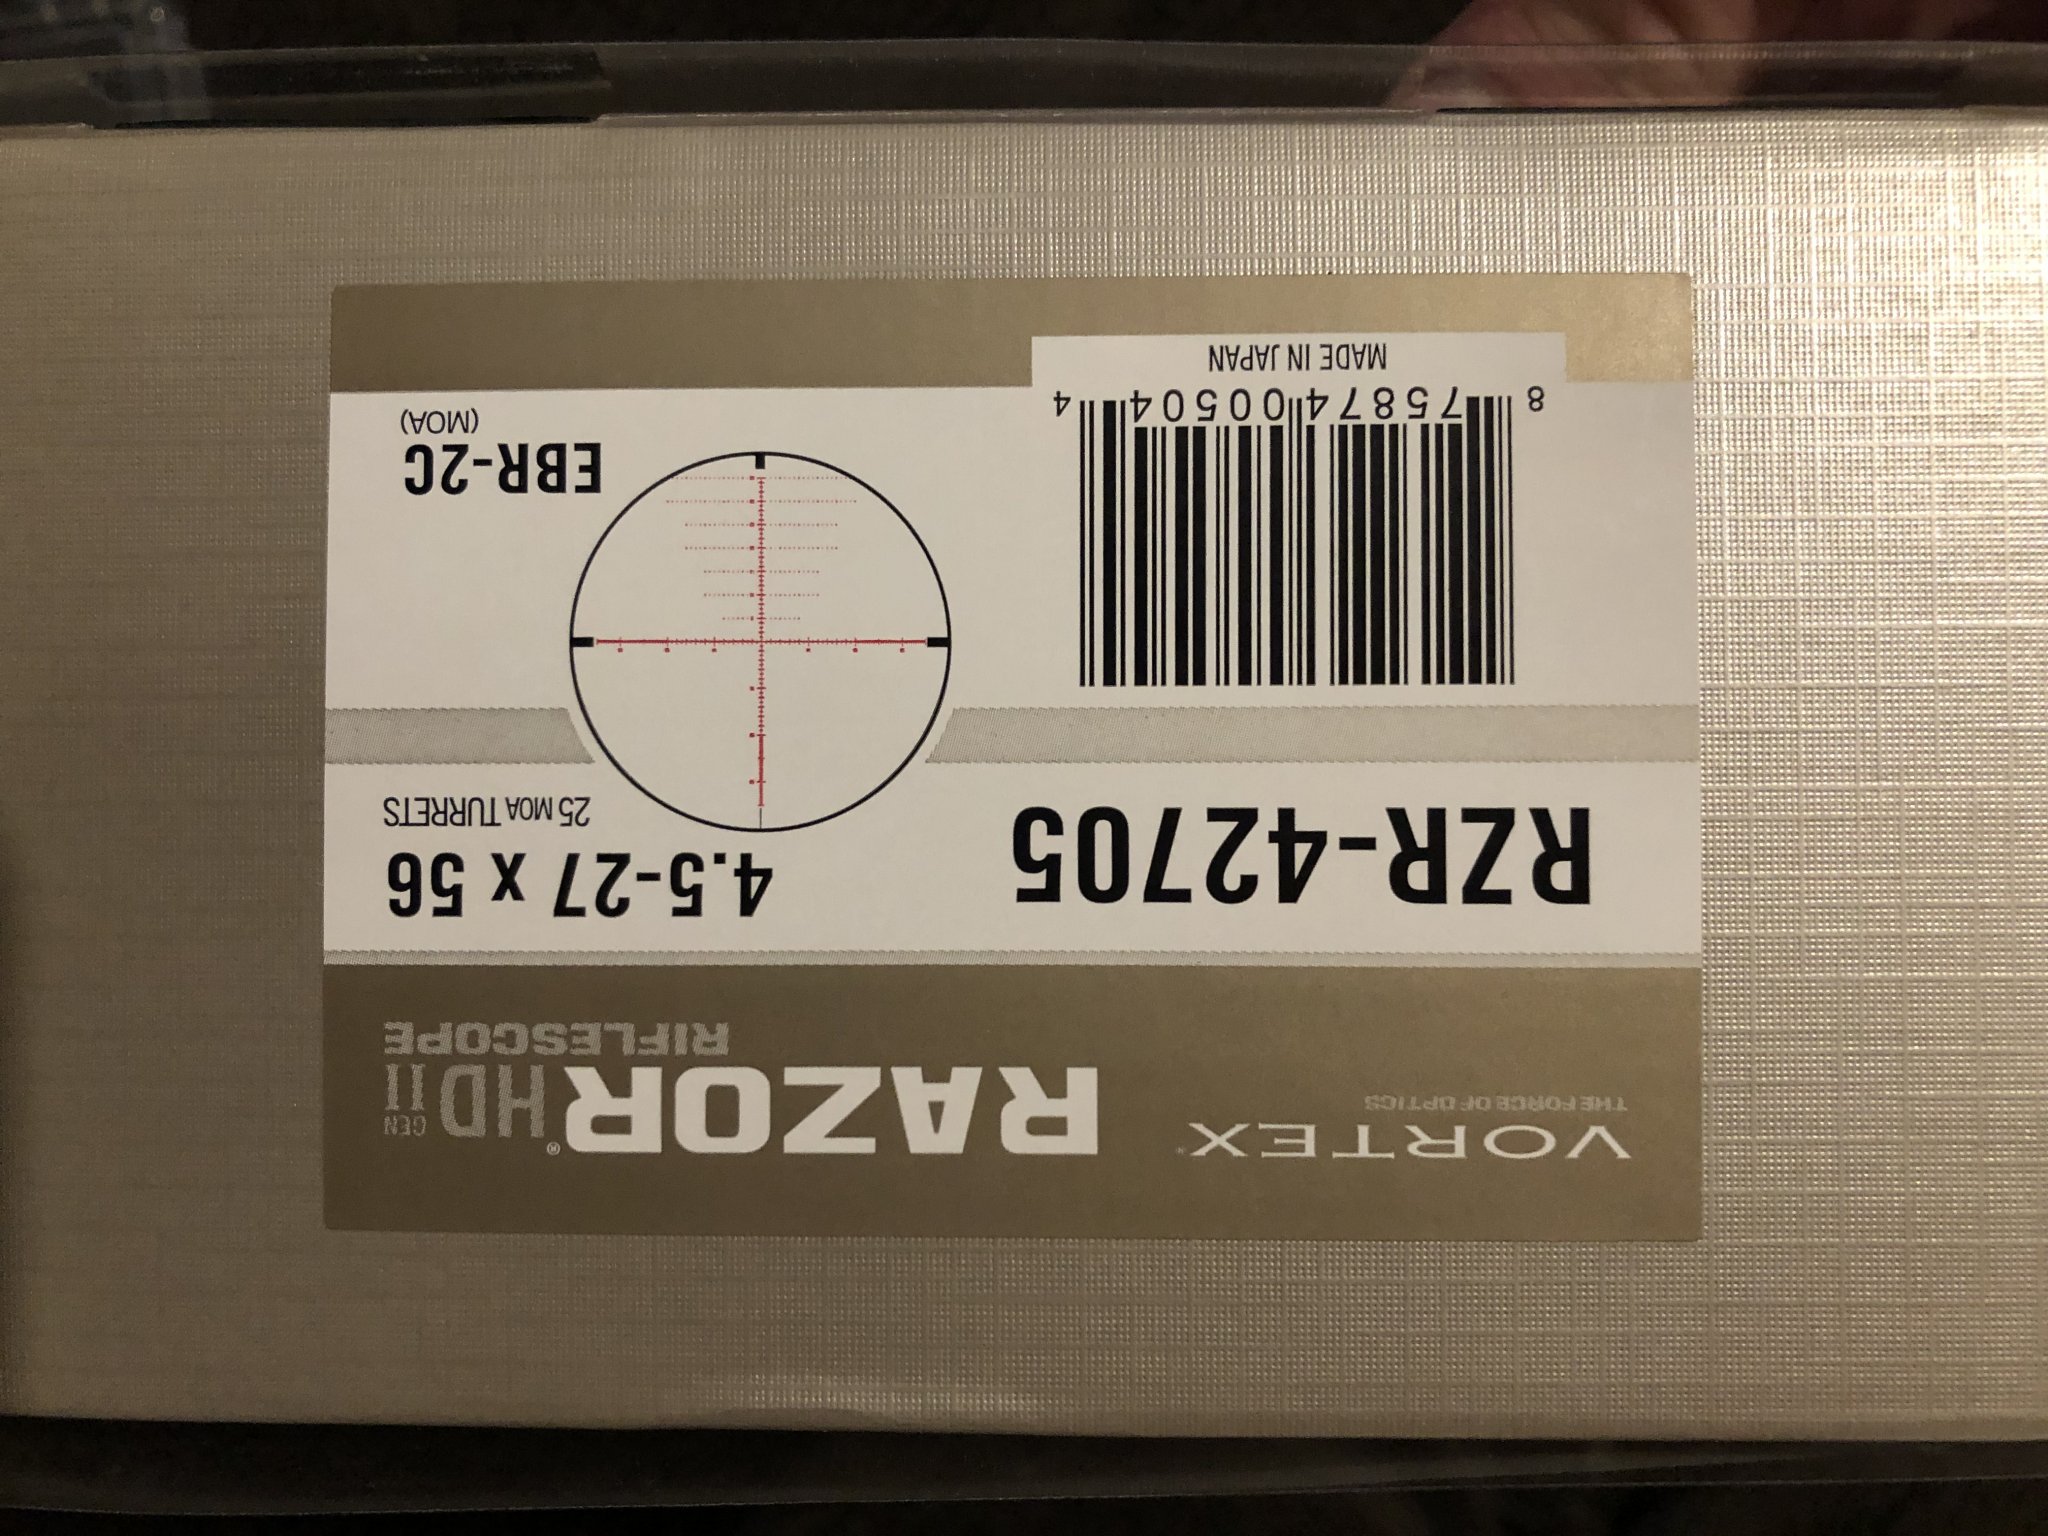 VORTEX®
THE FORCE OF OPTICS
RAZOR® HD GEN II
RIFLESCOPE
RZR-42705
4.5-27 x 56
25 MOA TURRETS
EBR-2C
(MOA)
8 75874 00504 4
MADE IN JAPAN